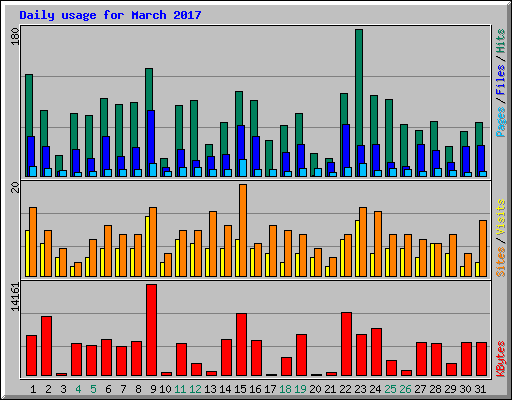 Daily usage for March 2017
180
Pages / Files / Hits
20
Sites / Visits
14161
KBytes
1 2 3 4 5 6 7 8 9 10 11 12 13 14 15 16 17 18 19 20 21 22 23 24 25 26 27 28 29 30 31